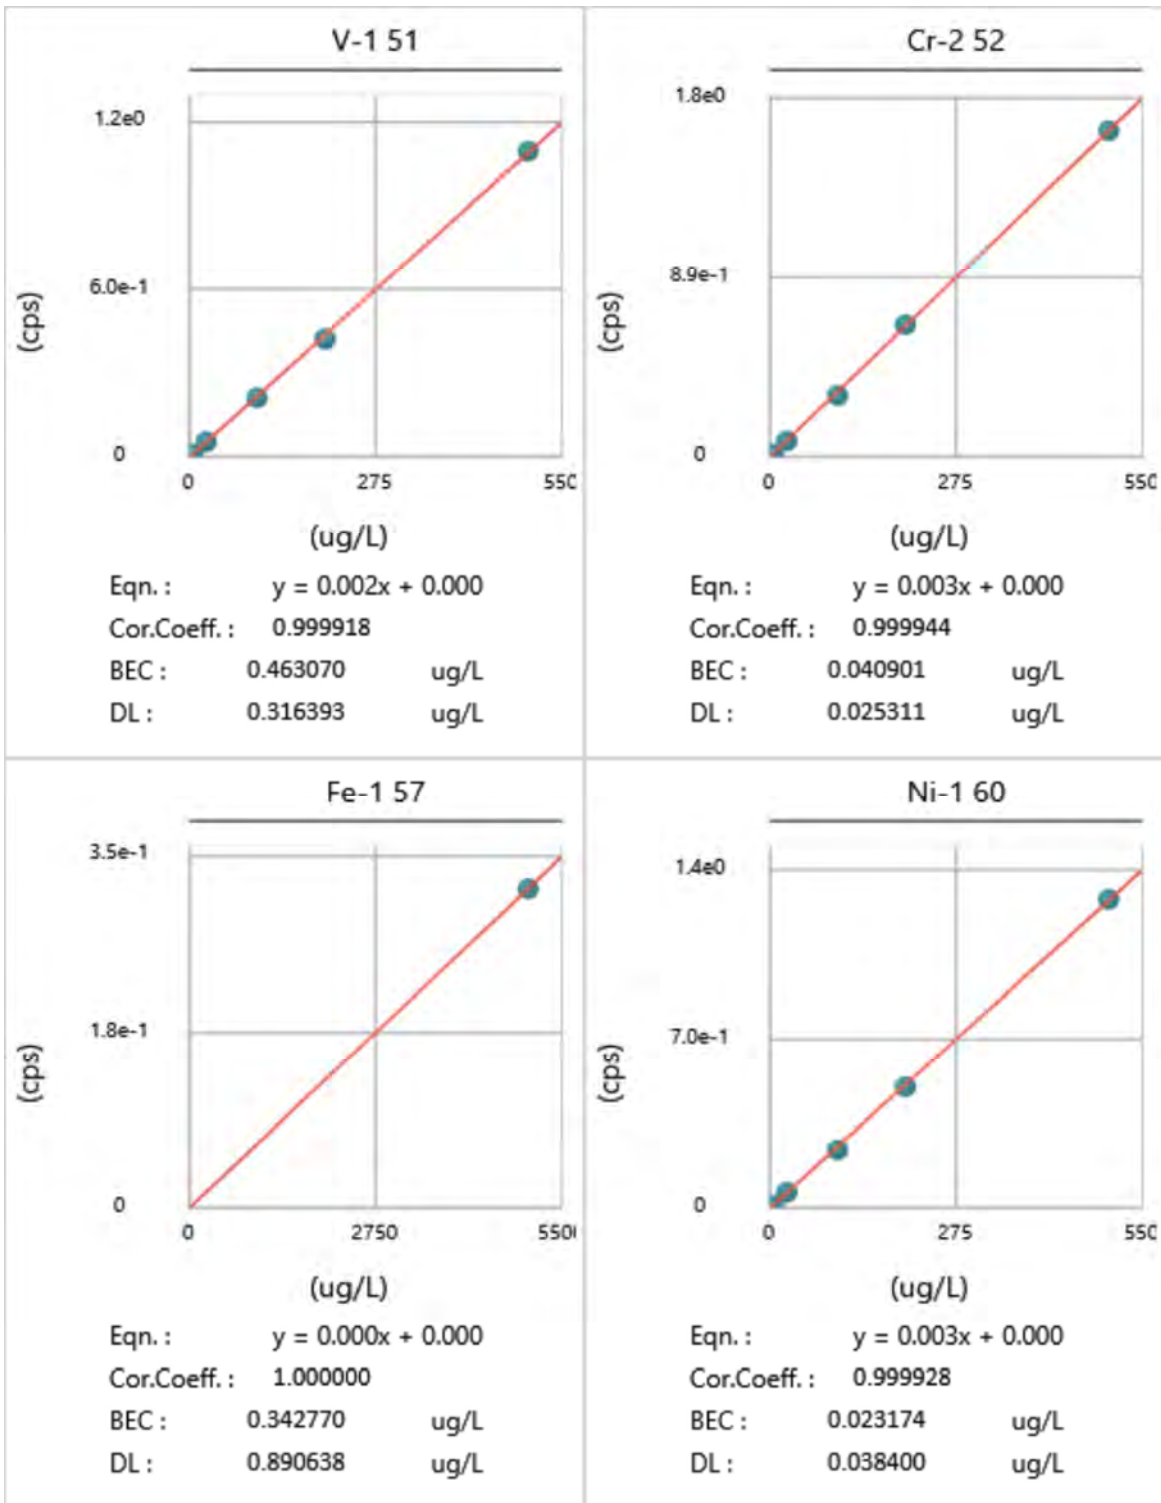 V-1 51
1.2e0
6.0e-1
0
(cps)
0 275 550
(ug/L)
Eqn. : y = 0.002x + 0.000
Cor.Coeff. : 0.999918
BEC : 0.463070 ug/L
DL : 0.316393 ug/L
Cr-2 52
1.8e0
8.9e-1
0
(cps)
0 275 550
(ug/L)
Eqn. : y = 0.003x + 0.000
Cor.Coeff. : 0.999944
BEC : 0.040901 ug/L
DL : 0.025311 ug/L
Fe-1 57
3.5e-1
1.8e-1
0
(cps)
0 2750 550
(ug/L)
Eqn. : y = 0.000x + 0.000
Cor.Coeff. : 1.000000
BEC : 0.342770 ug/L
DL : 0.890638 ug/L
Ni-1 60
1.4e0
7.0e-1
0
(cps)
0 275 550
(ug/L)
Eqn. : y = 0.003x + 0.000
Cor.Coeff. : 0.999928
BEC : 0.023174 ug/L
DL : 0.038400 ug/L